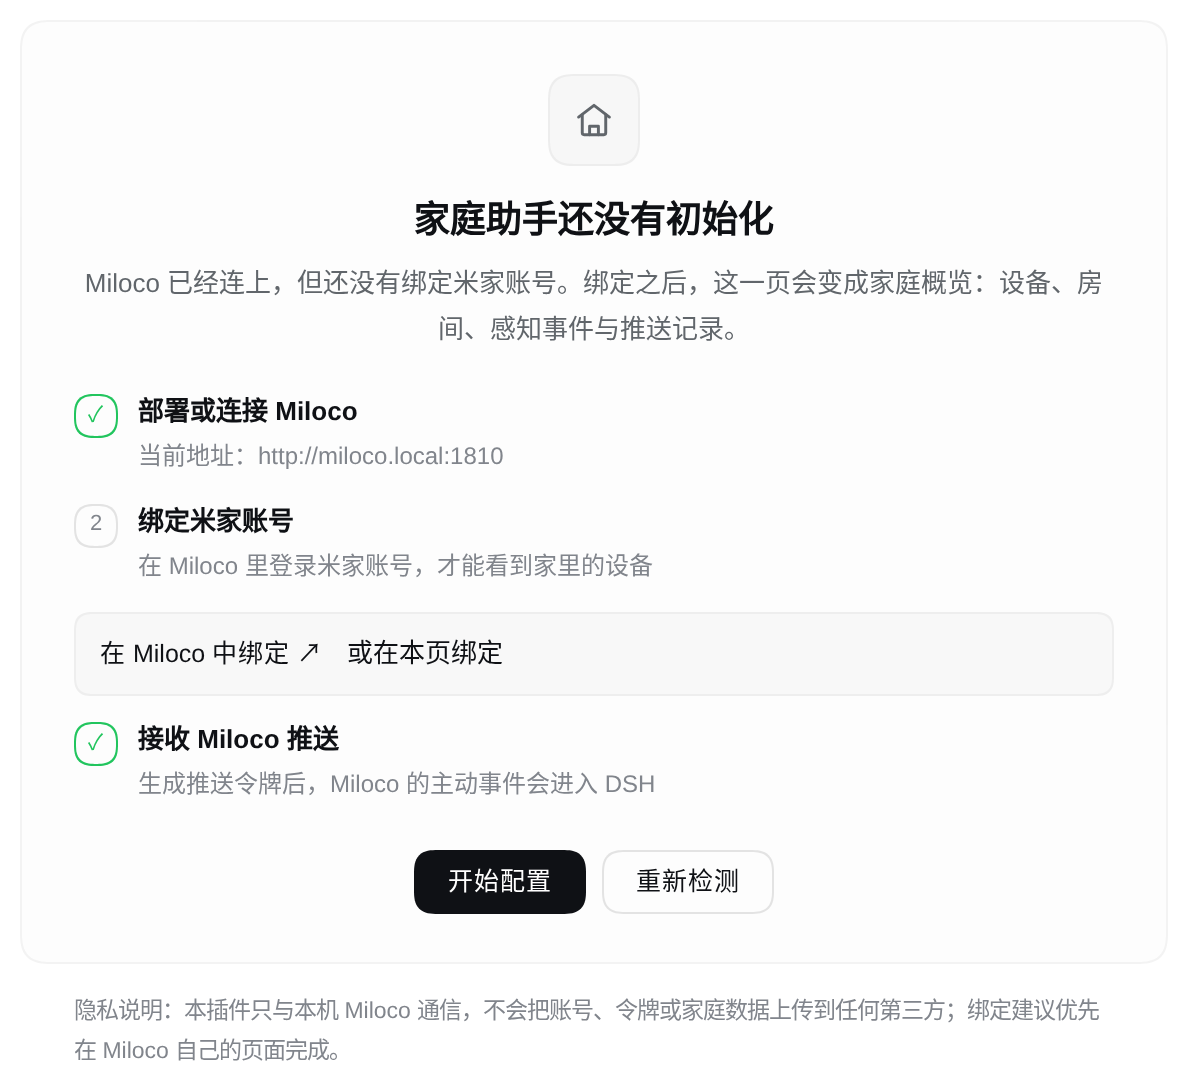 家庭助手还没有初始化
Miloco 已经连上，但还没有绑定米家账号。绑定之后，这一页会变成家庭概览：设备、房
间、感知事件与推送记录。
✓ 部署或连接 Miloco
当前地址：http://miloco.local:1810
2 绑定米家账号
在 Miloco 里登录米家账号，才能看到家里的设备
在 Miloco 中绑定 ↗ 或在本页绑定
✓ 接收 Miloco 推送
生成推送令牌后，Miloco 的主动事件会进入 DSH
开始配置 重新检测
隐私说明：本插件只与本机 Miloco 通信，不会把账号、令牌或家庭数据上传到任何第三方；绑定建议优先
在 Miloco 自己的页面完成。